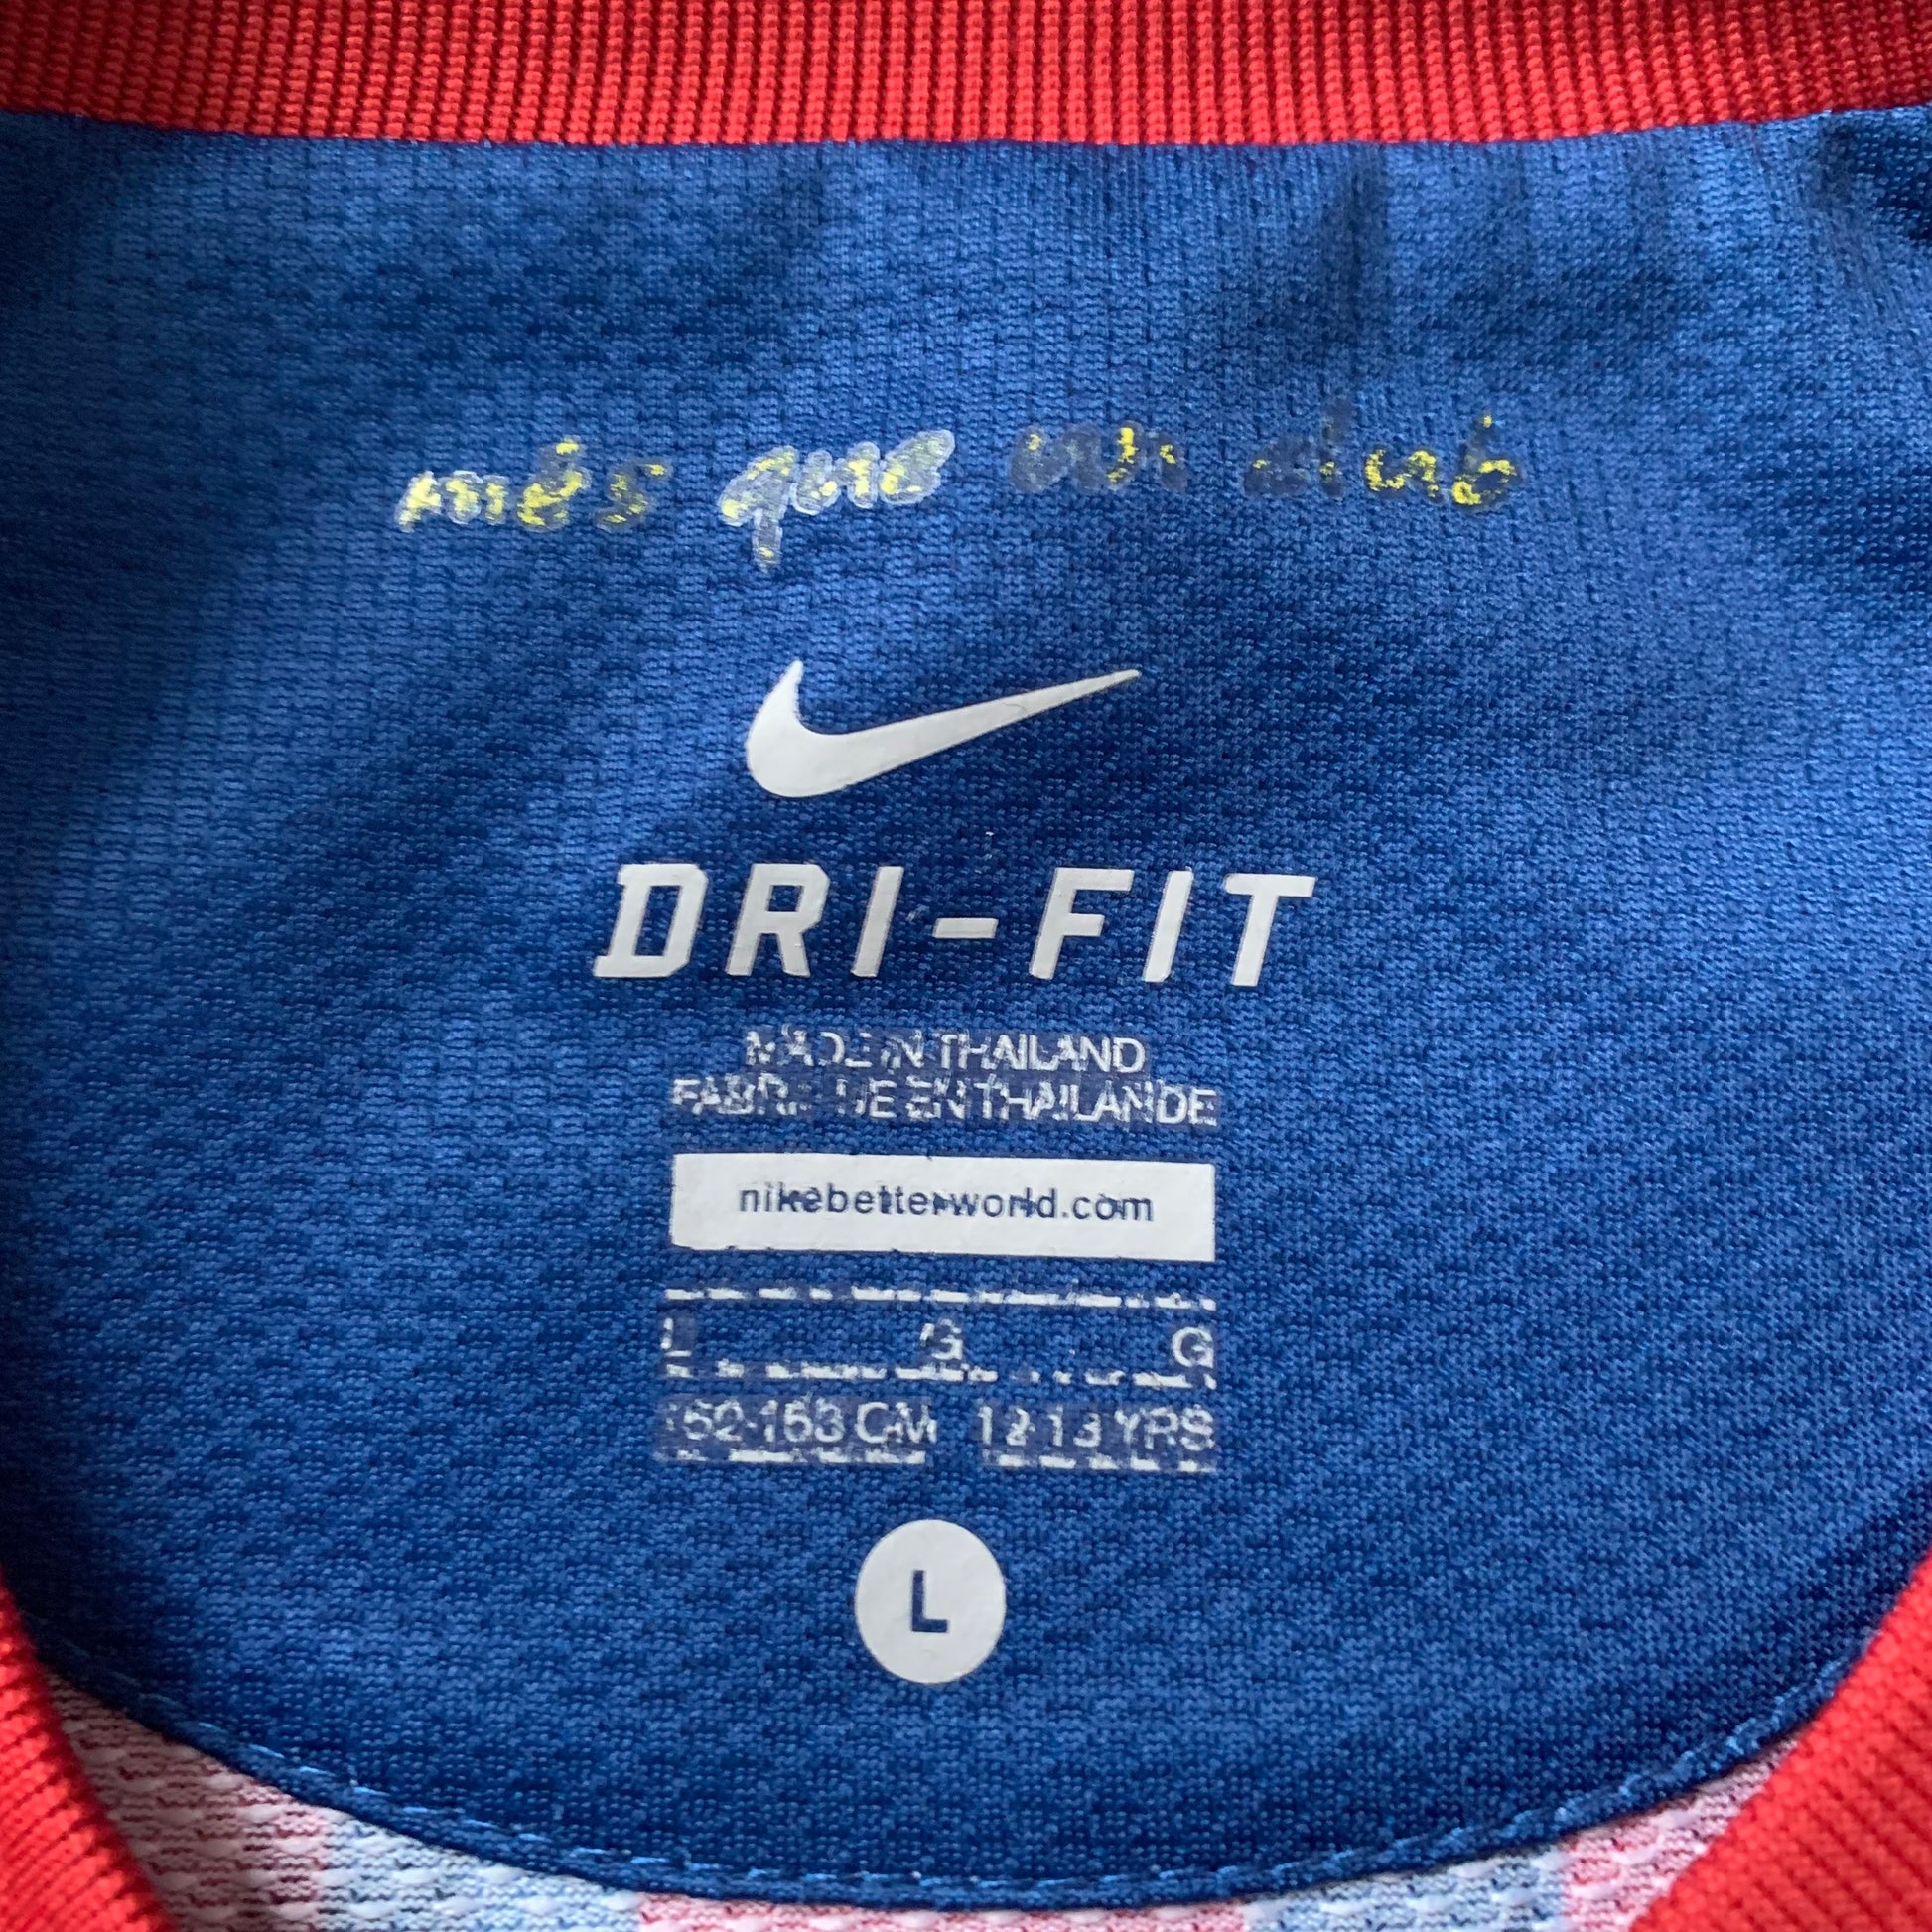 més que un club
DRI-FIT
MADE IN THAILAND
FABRIQUE EN THAILANDE
nikebetterworld.com
L G G
152-158 CM 12-13 YRS
L